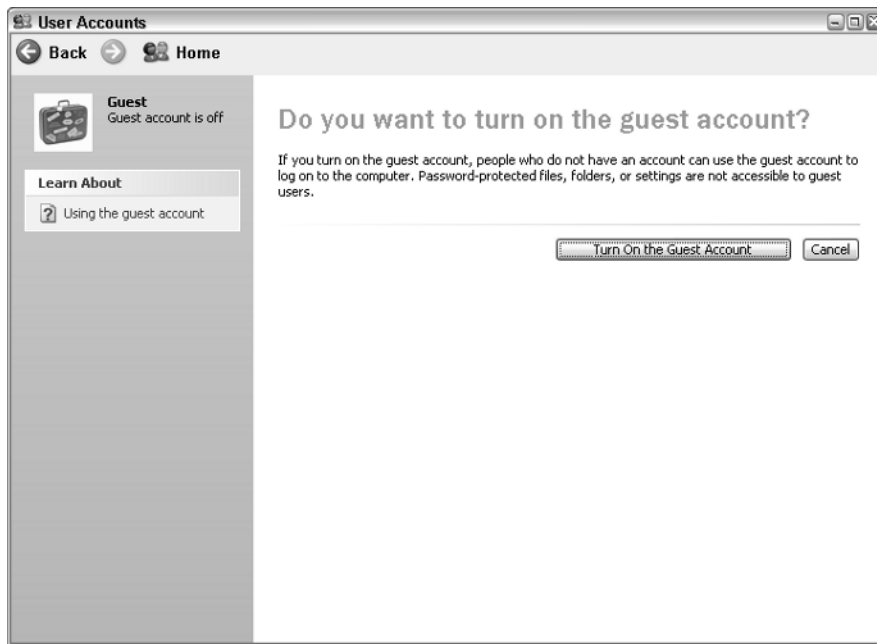 User Accounts
Back Home
Guest
Guest account is off
Learn About
Using the guest account
Do you want to turn on the guest account?
If you turn on the guest account, people who do not have an account can use the guest account to
log on to the computer. Password-protected files, folders, or settings are not accessible to guest
users.
Turn On the Guest Account Cancel